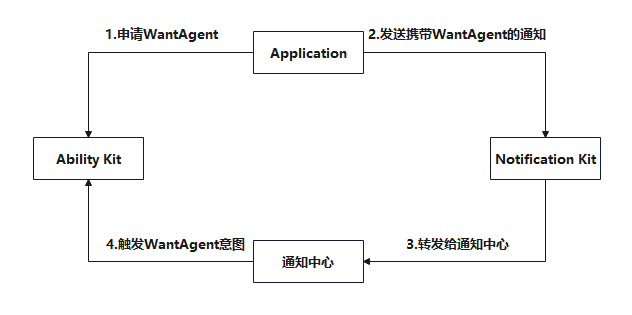 1.申请WantAgent
Application
2.发送携带WantAgent的通知
Ability Kit
Notification Kit
4.触发WantAgent意图
通知中心
3.转发给通知中心